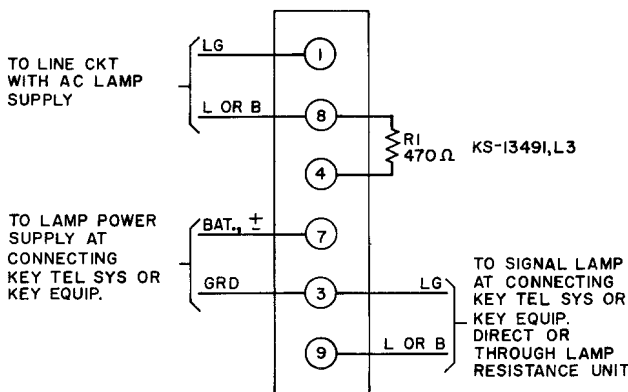 TO LINE CKT
WITH AC LAMP
SUPPLY
LG
L OR B
1
8
4
7
3
9
R1
470 Ω
KS-13491, L3
TO LAMP POWER
SUPPLY AT
CONNECTING
KEY TEL SYS OR
KEY EQUIP.
BAT., ±
GRD
LG
L OR B
TO SIGNAL LAMP
AT CONNECTING
KEY TEL SYS OR
KEY EQUIP.
DIRECT OR
THROUGH LAMP
RESISTANCE UNIT